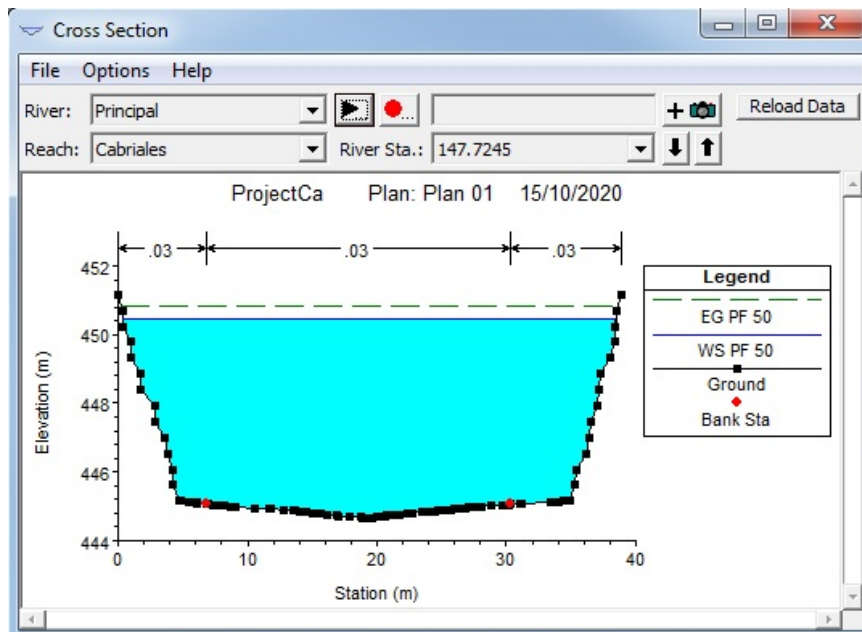 Cross Section
File Options Help
River: Principal ... Reload Data
Reach: Cabriales River Sta.: 147.7245
ProjectCa Plan: Plan 01 15/10/2020
.03 .03 .03
452
450
448
446
444
Elevation (m)
0 10 20 30 40
Station (m)
Legend
EG PF 50
WS PF 50
Ground
Bank Sta